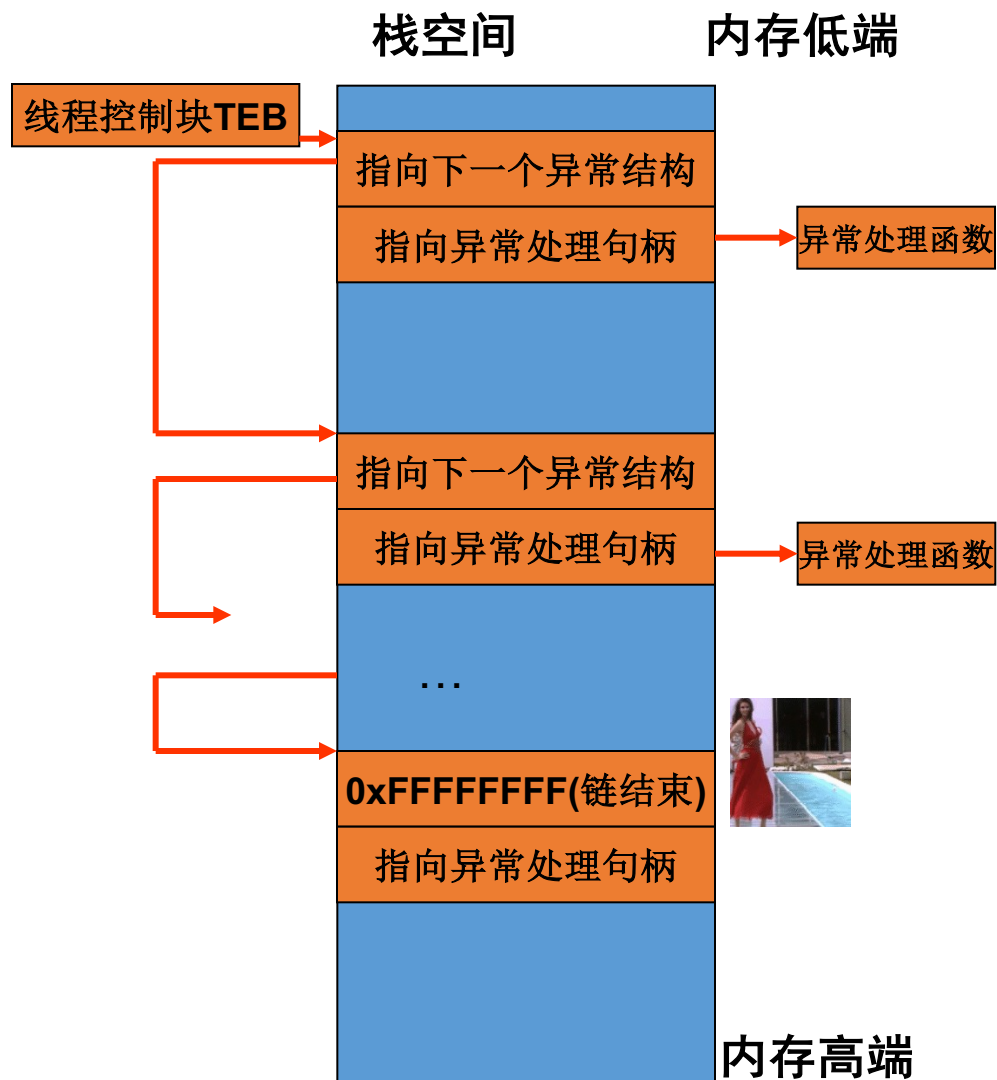 栈空间
内存低端
线程控制块TEB
指向下一个异常结构
指向异常处理句柄
异常处理函数
指向下一个异常结构
指向异常处理句柄
异常处理函数
...
0xFFFFFFFF(链结束)
指向异常处理句柄
内存高端